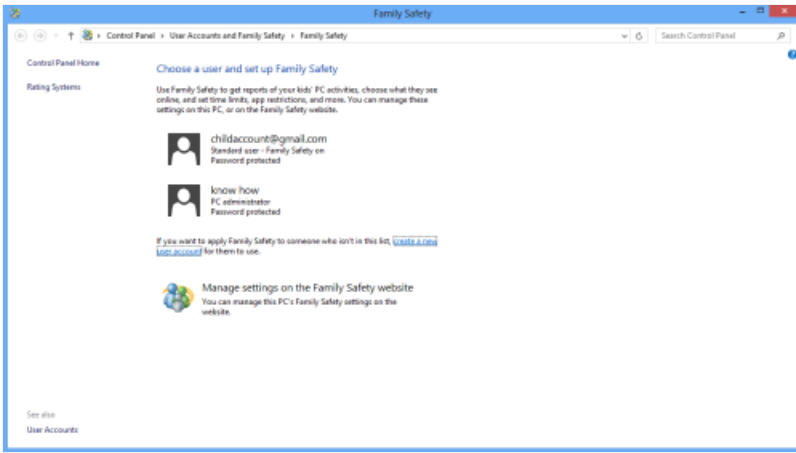 Family Safety
Control Panel › User Accounts and Family Safety › Family Safety
Search Control Panel
Control Panel Home
Rating Systems
Choose a user and set up Family Safety
Use Family Safety to get reports of your kids' PC activities, choose what they see
online, and set time limits, app restrictions, and more. You can manage these
settings on this PC, or on the Family Safety website.
childaccount@gmail.com
Standard user - Family Safety on
Password protected
know how
PC administrator
Password protected
If you want to apply Family Safety to someone who isn't in this list, create a new
user account for them to use.
Manage settings on the Family Safety website
You can manage this PC's Family Safety settings on the
website.
See also
User Accounts